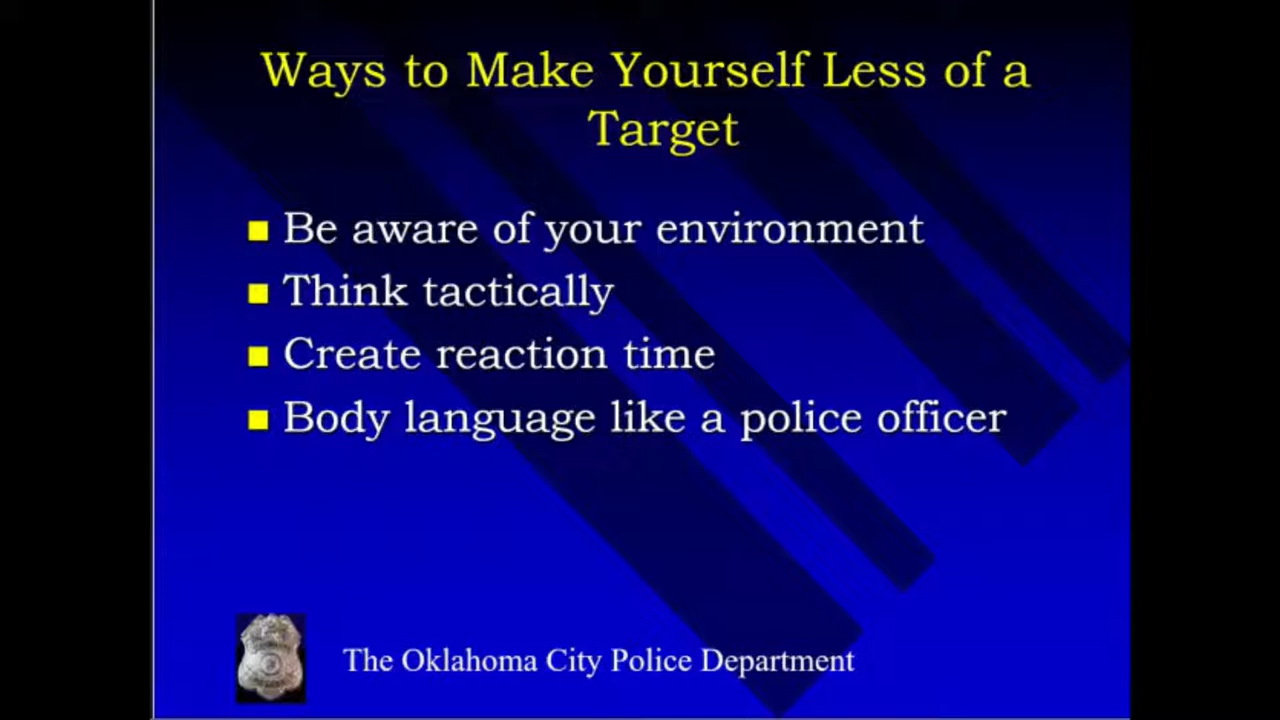 Ways to Make Yourself Less of a
Target
Be aware of your environment
Think tactically
Create reaction time
Body language like a police officer
The Oklahoma City Police Department